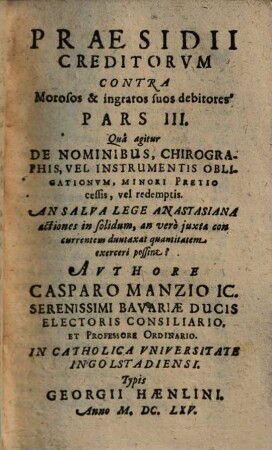 PRAESIDII
CREDITORVM
CONTRA
Morosos & ingratos suos debitores
PARS III.
Quâ agitur
DE NOMINIBUS, CHIROGRA-
PHIS, VEL INSTRUMENTIS OBLI-
GATIONVM, MINORI PRETIO
cessis, vel redemptis.
AN SALVA LEGE ANASTASIANA
actiones in solidum, an verò juxta con
currentem duntaxat quantitatem
exerceri possint?
AVTHORE
CASPARO MANZIO IC.
SERENISSIMI BAVARIÆ DUCIS
ELECTORIS CONSILIARIO,
ET PROFESSORE ORDINARIO.
IN CATHOLICA VNIVERSITATE
INGOLSTADIENSI.
Typis
GEORGII HÆNLINI.
Anno M. DC. LXV.